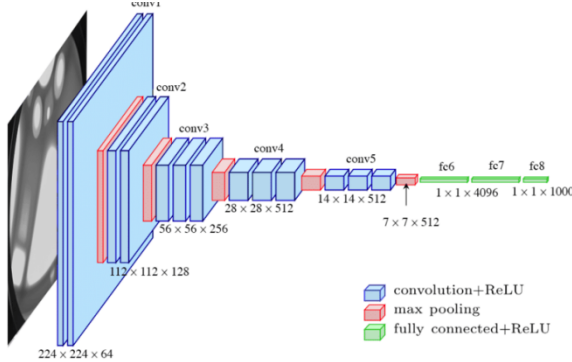 conv1
conv2
conv3
conv4
conv5
fc6
fc7
fc8
1 × 1 × 4096
1 × 1 × 1000
14 × 14 × 512
28 × 28 × 512
7 × 7 × 512
56 × 56 × 256
112 × 112 × 128
224 × 224 × 64
convolution+ReLU
max pooling
fully connected+ReLU